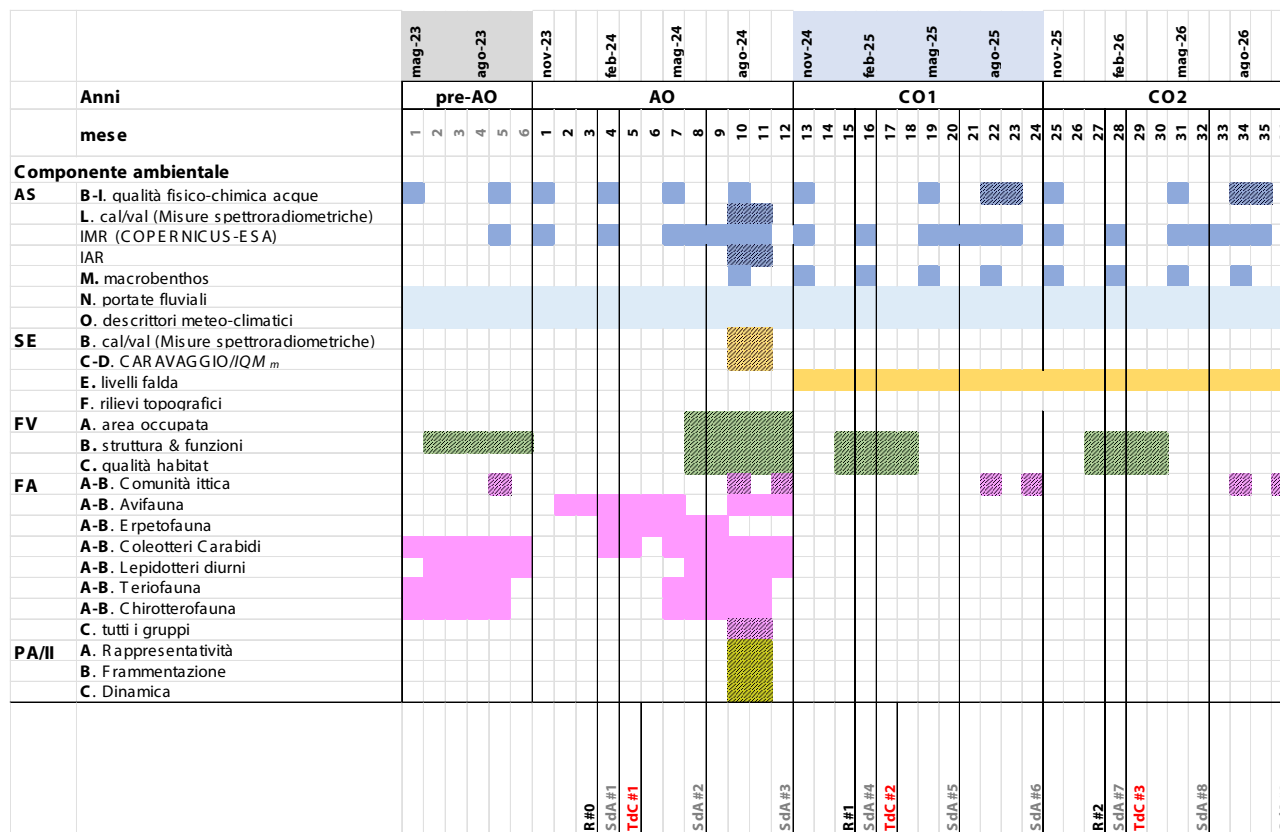 mag-23 ago-23 nov-23 feb-24 mag-24 ago-24 nov-24 feb-25 mag-25 ago-25 nov-25 feb-26 mag-26 ago-26
Anni pre-AO AO CO1 CO2
mese 1 2 3 4 5 6 1 2 3 4 5 6 7 8 9 10 11 12 13 14 15 16 17 18 19 20 21 22 23 24 25 26 27 28 29 30 31 32 33 34 35
Componente ambientale
AS B-I. qualità fisico-chimica acque
L. cal/val (Misure spettroradiometriche)
IMR (COPERNICUS-ESA)
IAR
M. macrobenthos
N. portate fluviali
O. descrittori meteo-climatici
SE B. cal/val (Misure spettroradiometriche)
C-D. CARAVAGGIO/IQM m
E. livelli falda
F. rilievi topografici
FV A. area occupata
B. struttura & funzioni
C. qualità habitat
FA A-B. Comunità ittica
A-B. Avifauna
A-B. Erpetofauna
A-B. Coleotteri Carabidi
A-B. Lepidotteri diurni
A-B. Teriofauna
A-B. Chirotterofauna
C. tutti i gruppi
PA/II A. Rappresentatività
B. Frammentazione
C. Dinamica
R#0 SdA #1 TdC #1 SdA #2 SdA #3 R#1 SdA #4 TdC #2 SdA #5 SdA #6 R#2 SdA #7 TdC #3 SdA #8